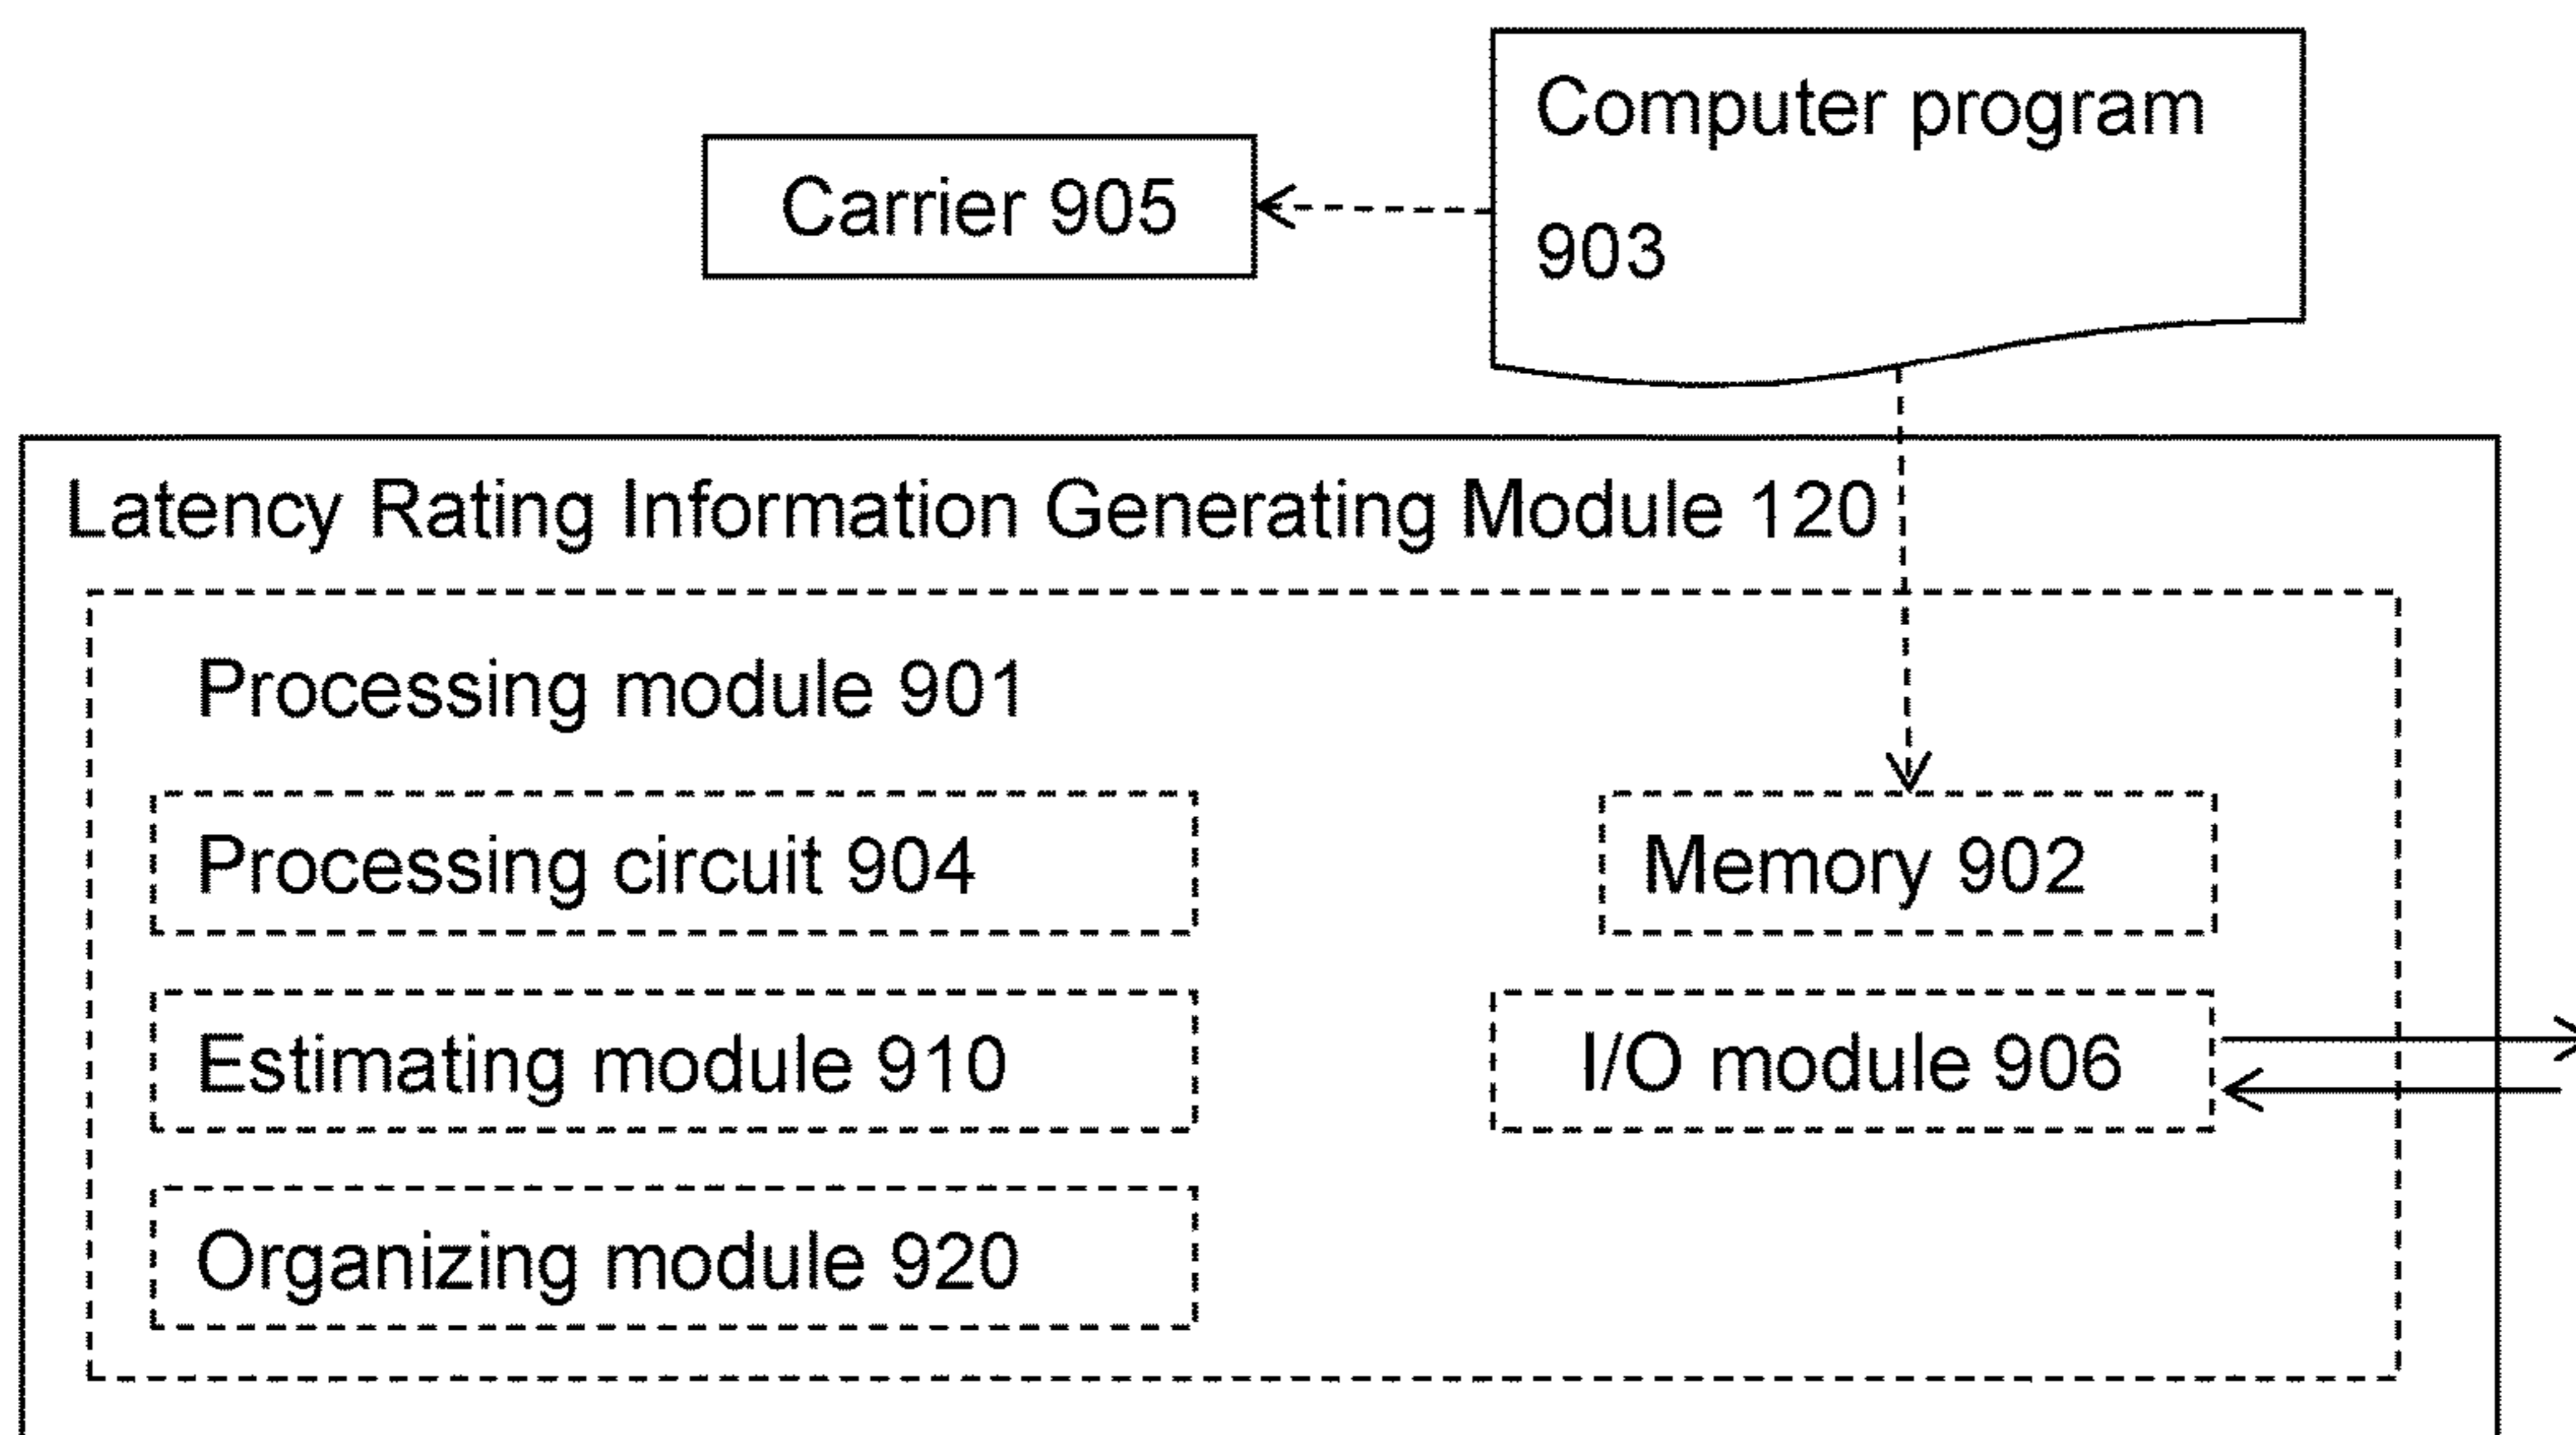 Computer program
903
Carrier 905
Latency Rating Information Generating Module 120
Processing module 901
Processing circuit 904
Memory 902
Estimating module 910
I/O module 906
Organizing module 920